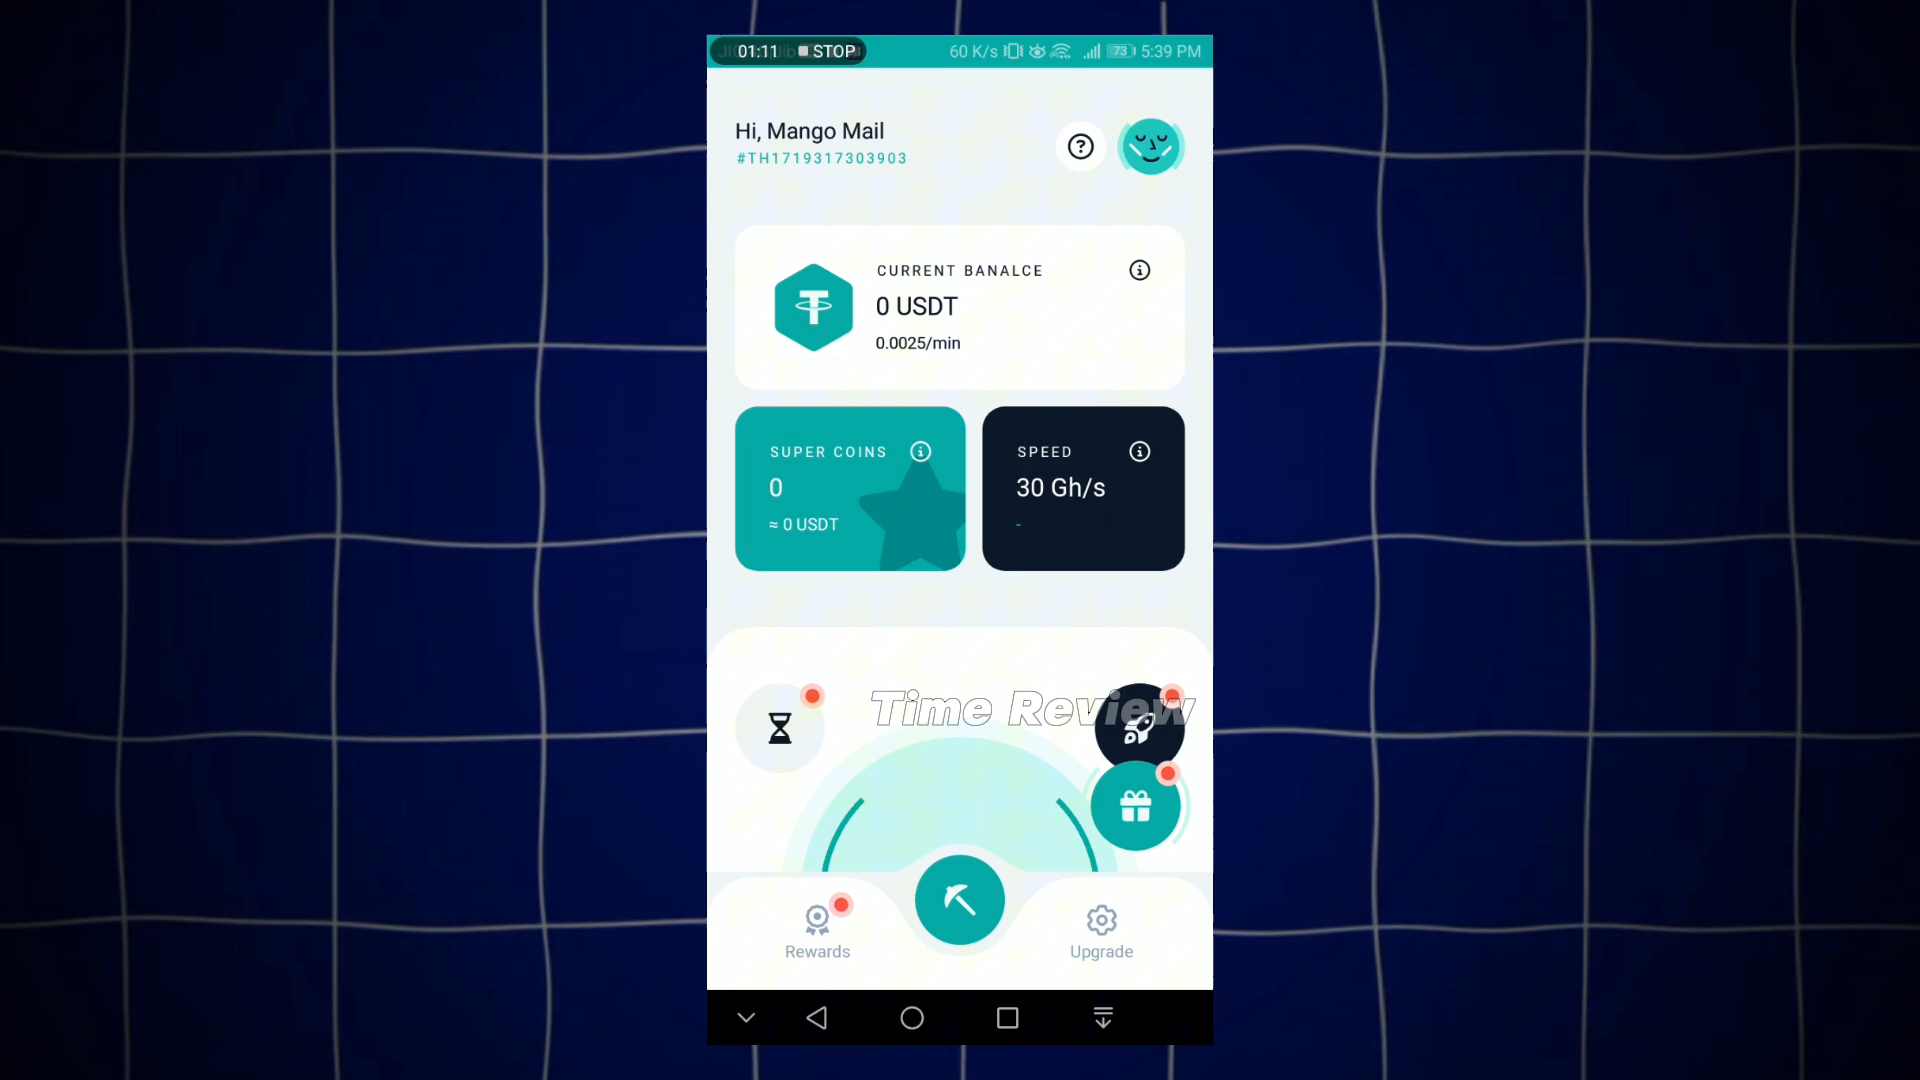 01:11 STOP 60 K/s 73 5:39 PM
Hi, Mango Mail
#TH1719317303903
CURRENT BANALCE
0 USDT
0.0025/min
SUPER COINS
0
≈ 0 USDT
SPEED
30 Gh/s
-
Time Review
Rewards
Upgrade